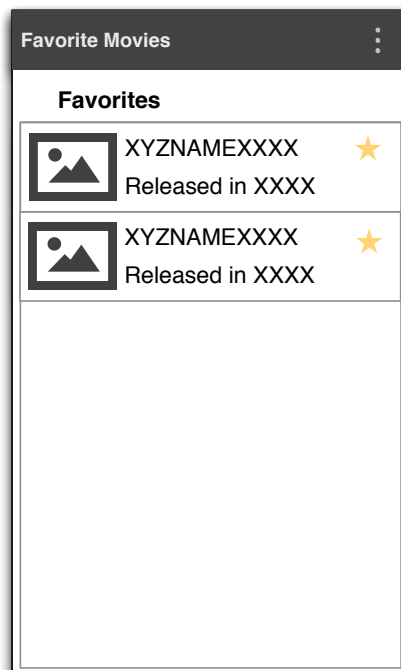 Favorite Movies
Favorites
XYZNAMEXXXX
Released in XXXX
XYZNAMEXXXX
Released in XXXX